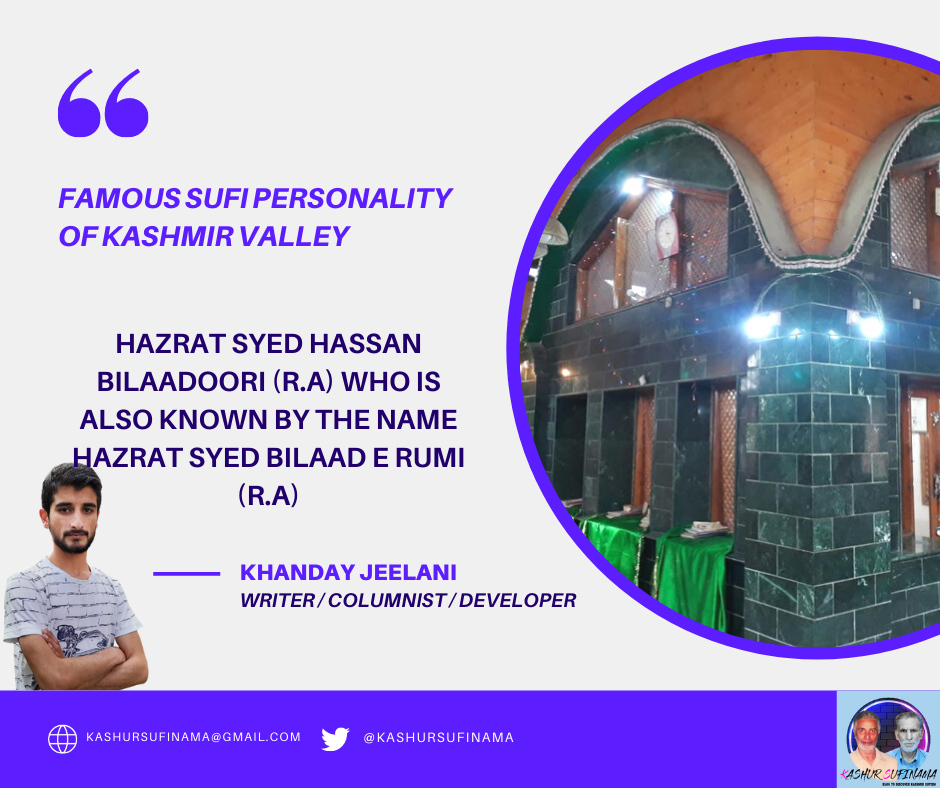 FAMOUS SUFI PERSONALITY
OF KASHMIR VALLEY
HAZRAT SYED HASSAN
BILAADOORI (R.A) WHO IS
ALSO KNOWN BY THE NAME
HAZRAT SYED BILAAD E RUMI
(R.A)
KHANDAY JEELANI
WRITER / COLUMNIST / DEVELOPER
KASHURSUFINAMA@GMAIL.COM
@KASHURSUFINAMA
KASHUR SUFINAMA